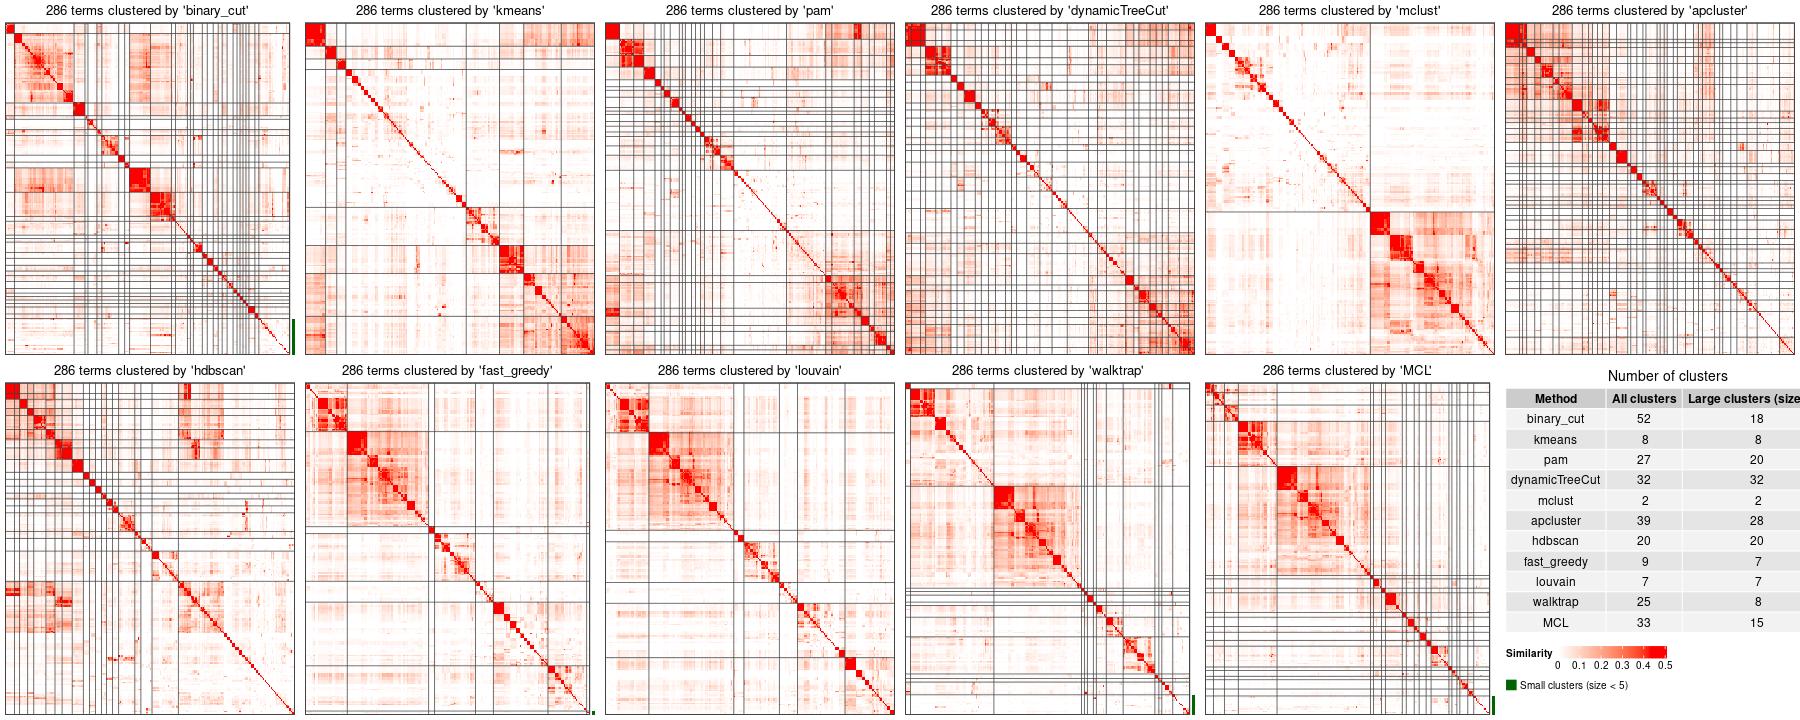 286 terms clustered by 'binary_cut'
286 terms clustered by 'kmeans'
286 terms clustered by 'pam'
286 terms clustered by 'dynamicTreeCut'
286 terms clustered by 'mclust'
286 terms clustered by 'apcluster'
286 terms clustered by 'hdbscan'
286 terms clustered by 'fast_greedy'
286 terms clustered by 'louvain'
286 terms clustered by 'walktrap'
286 terms clustered by 'MCL'
Number of clusters
Method All clusters Large clusters (size
binary_cut 52 18
kmeans 8 8
pam 27 20
dynamicTreeCut 32 32
mclust 2 2
apcluster 39 28
hdbscan 20 20
fast_greedy 9 7
louvain 7 7
walktrap 25 8
MCL 33 15
Similarity
0 0.1 0.2 0.3 0.4 0.5
Small clusters (size < 5)